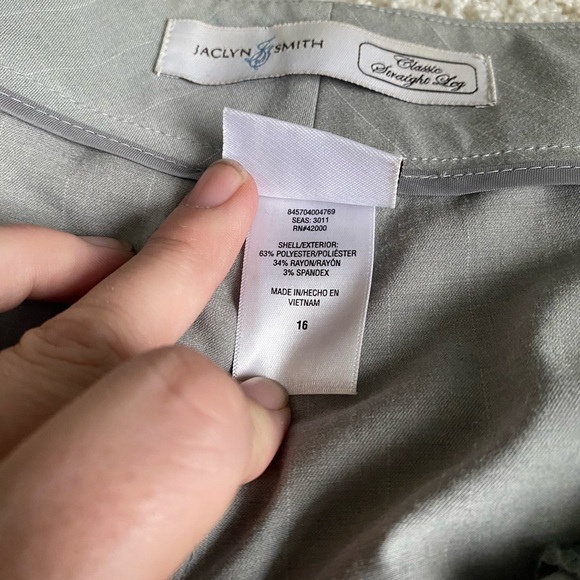 JACLYN SMITH
Classic
Straight Leg
845704004769
SEAS: 3011
RN#42000
SHELL/EXTERIOR:
63% POLYESTER/POLIÉSTER
34% RAYON/RAYÓN
3% SPANDEX
MADE IN/HECHO EN
VIETNAM
16